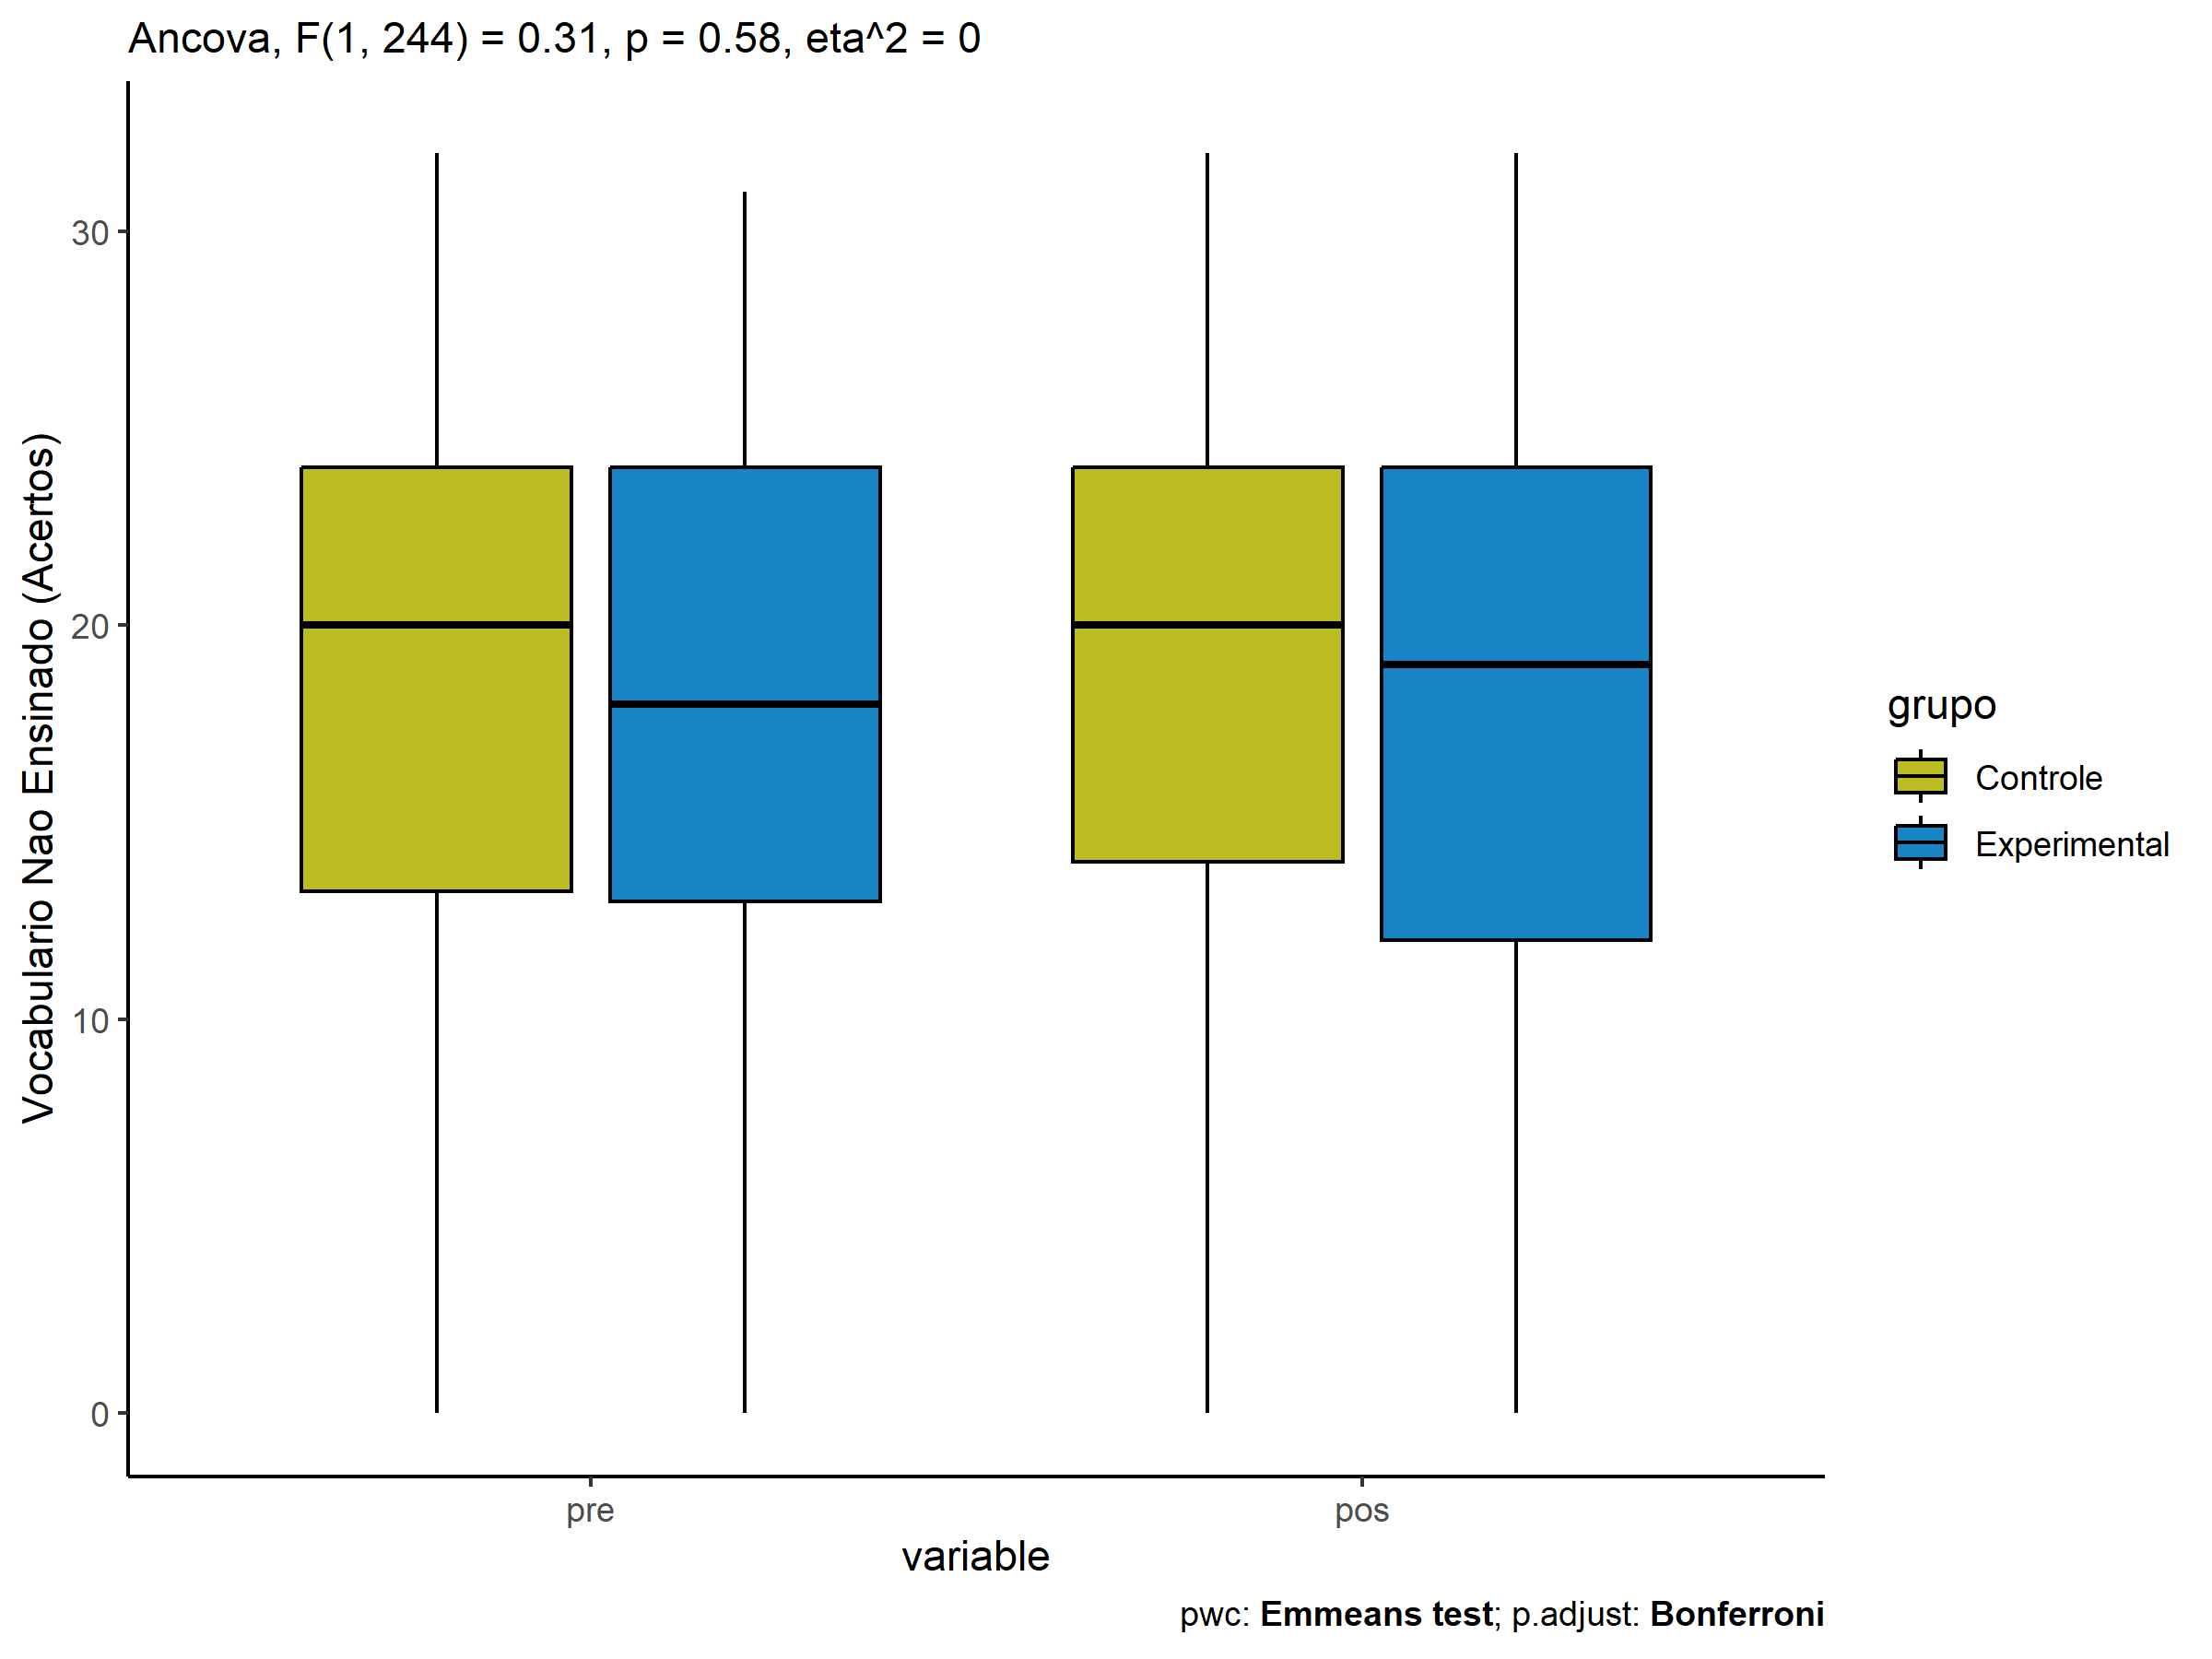 Ancova, F(1, 244) = 0.31, p = 0.58, eta^2 = 0
Vocabulario Nao Ensinado (Acertos)
30
20
10
0
pre
pos
variable
grupo
Controle
Experimental
pwc: Emmeans test; p.adjust: Bonferroni